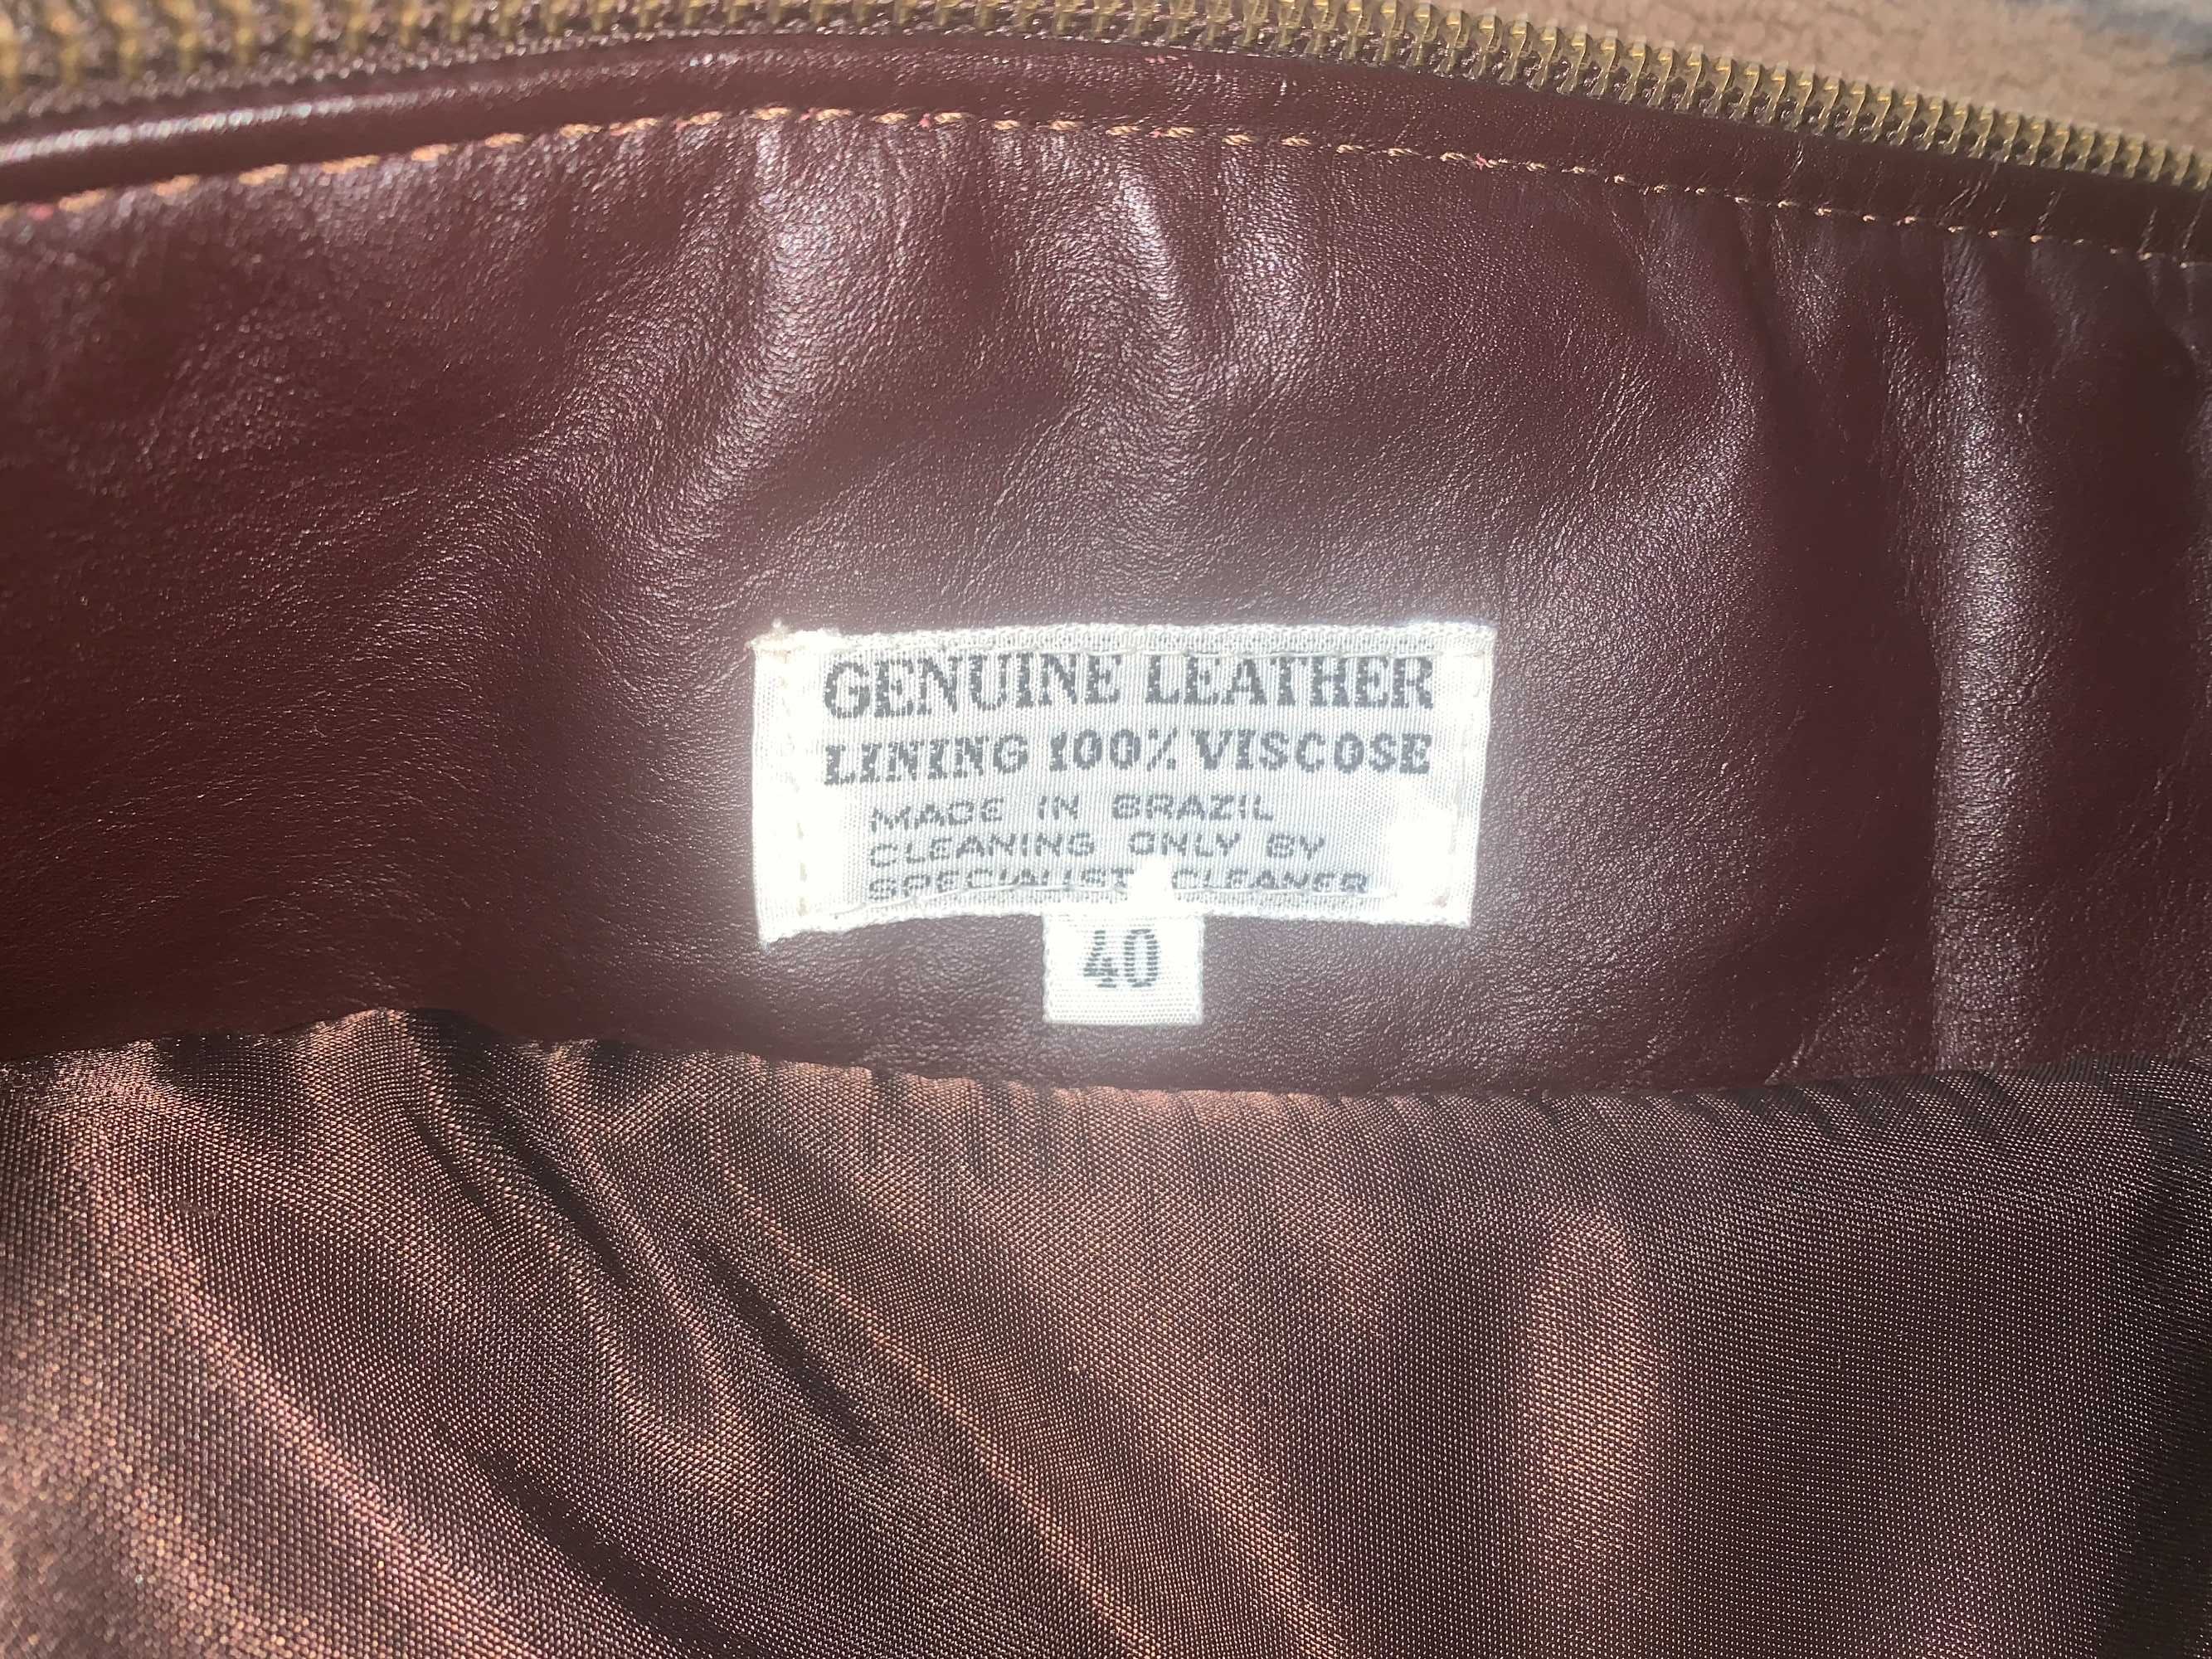 GENUINE LEATHER
LINING 100% VISCOSE
MADE IN BRAZIL
CLEANING ONLY BY
SPECIALIST CLEANER
40